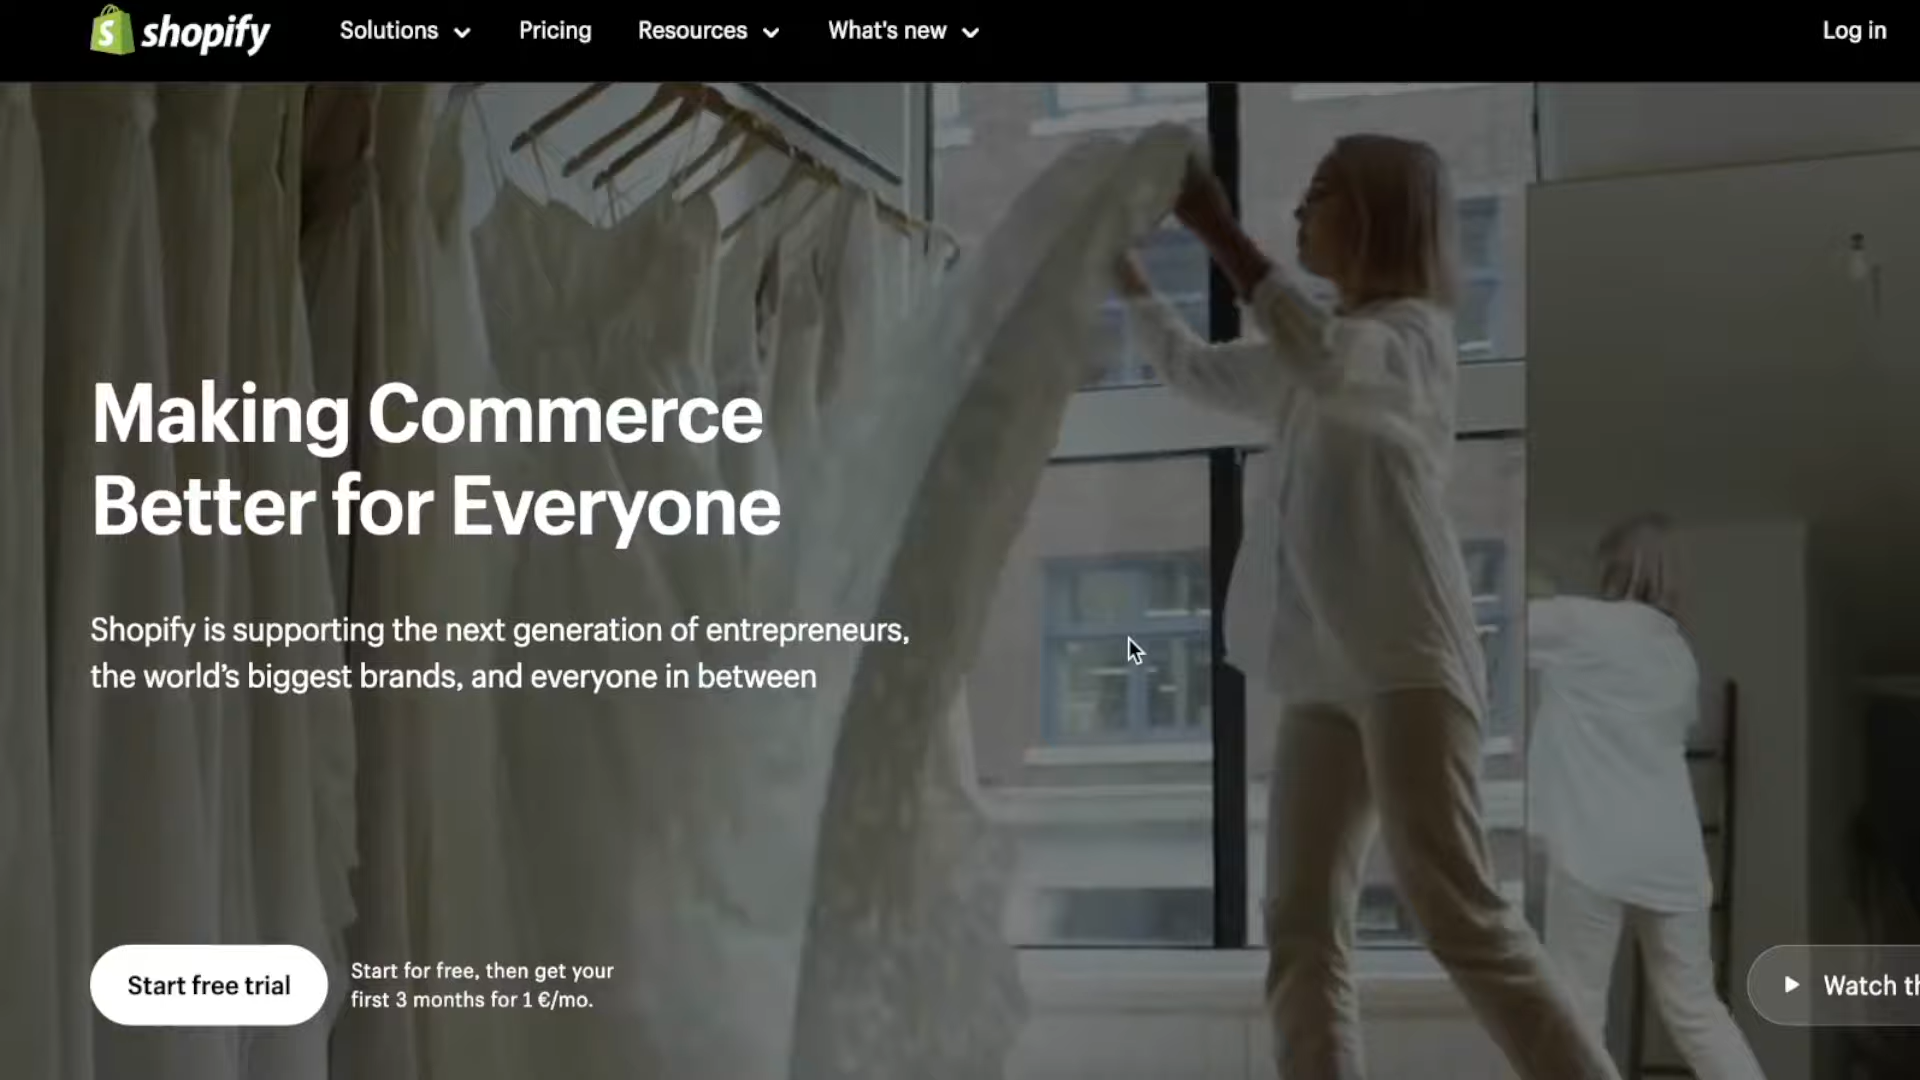 shopify
Solutions
Pricing
Resources
What's new
Log in
Making Commerce
Better for Everyone
Shopify is supporting the next generation of entrepreneurs,
the world’s biggest brands, and everyone in between
Start free trial
Start for free, then get your
first 3 months for 1 €/mo.
Watch